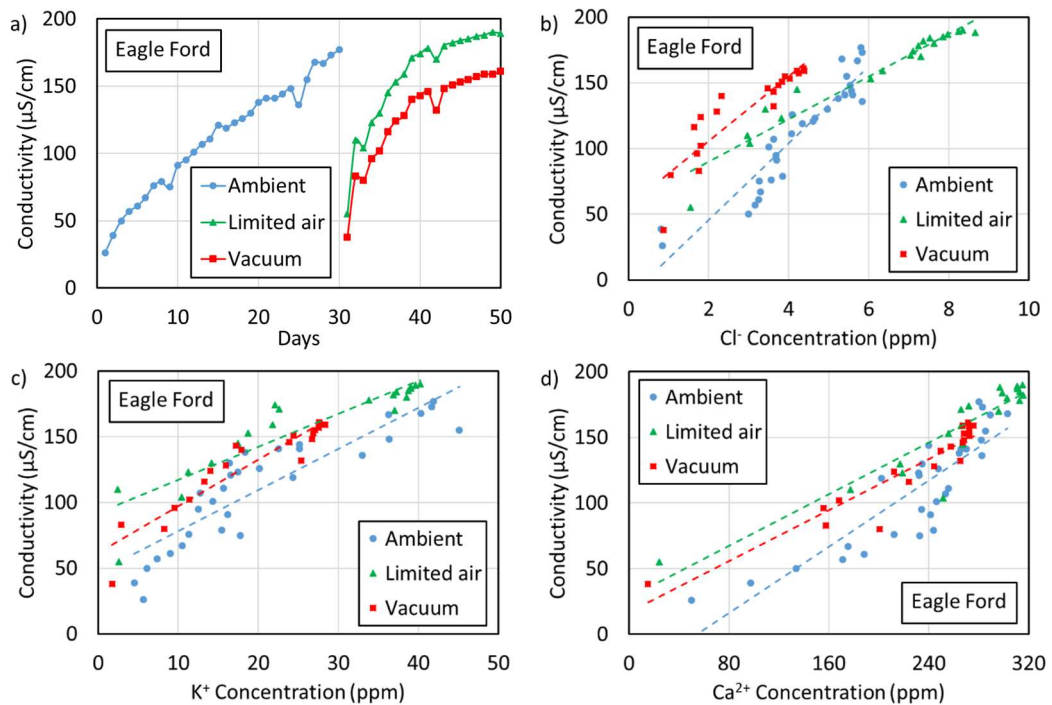 a)
Eagle Ford
200
150
100
50
0
Conductivity (µS/cm)
Ambient
Limited air
Vacuum
0 10 20 30 40 50
Days
b)
Eagle Ford
200
150
100
50
0
Conductivity (µS/cm)
Ambient
Limited air
Vacuum
0 2 4 6 8 10
Cl⁻ Concentration (ppm)
c)
Eagle Ford
200
150
100
50
0
Conductivity (µS/cm)
Ambient
Limited air
Vacuum
0 10 20 30 40 50
K⁺ Concentration (ppm)
d)
200
150
100
50
0
Conductivity (µS/cm)
Ambient
Limited air
Vacuum
Eagle Ford
0 80 160 240 320
Ca²⁺ Concentration (ppm)